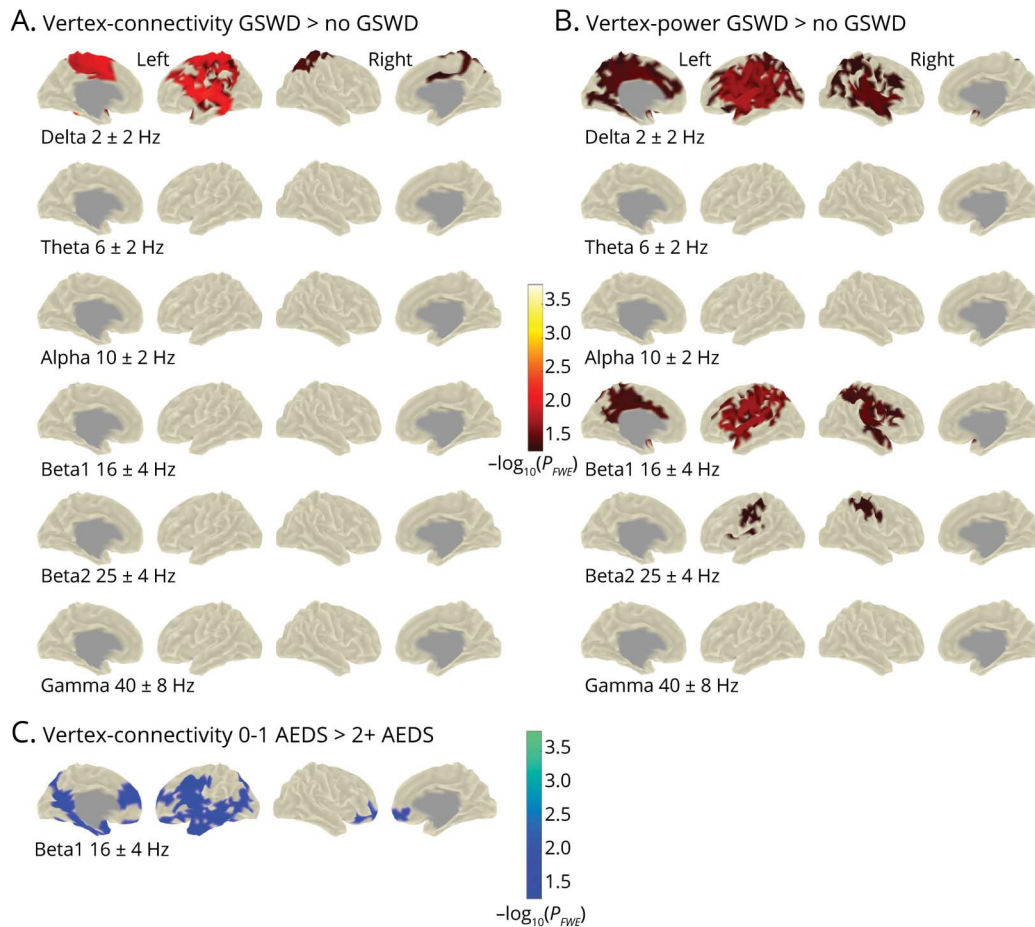 A. Vertex-connectivity GSWD > no GSWD
Left
Right
Delta 2 ± 2 Hz
Theta 6 ± 2 Hz
Alpha 10 ± 2 Hz
Beta1 16 ± 4 Hz
Beta2 25 ± 4 Hz
Gamma 40 ± 8 Hz
3.5
3.0
2.5
2.0
1.5
–log10(PFWE)
B. Vertex-power GSWD > no GSWD
Left
Right
Delta 2 ± 2 Hz
Theta 6 ± 2 Hz
Alpha 10 ± 2 Hz
Beta1 16 ± 4 Hz
Beta2 25 ± 4 Hz
Gamma 40 ± 8 Hz
C. Vertex-connectivity 0-1 AEDS > 2+ AEDS
Beta1 16 ± 4 Hz
3.5
3.0
2.5
2.0
1.5
–log10(PFWE)